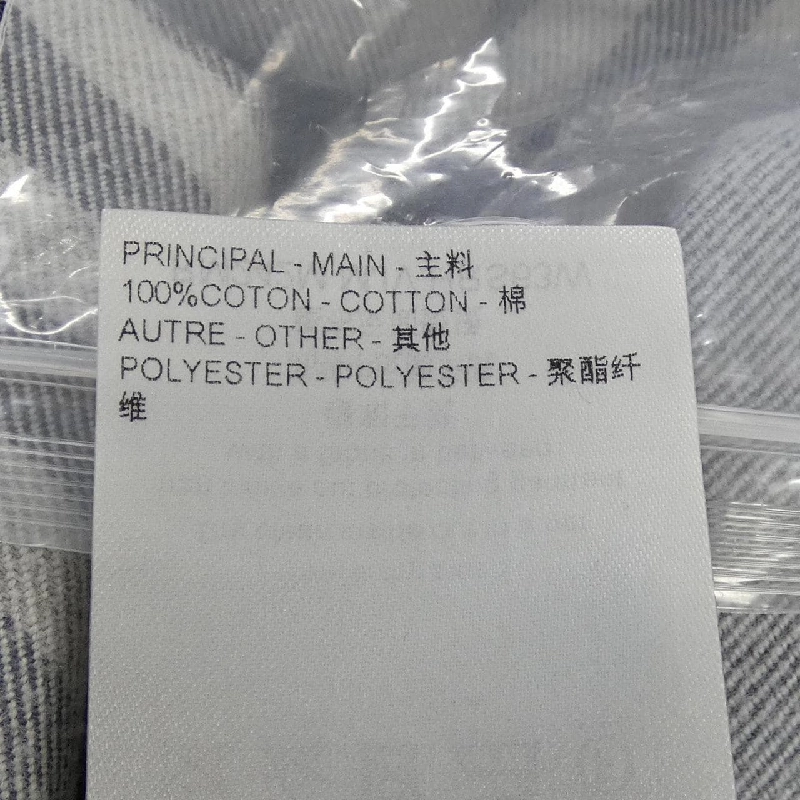 PRINCIPAL - MAIN - 主料
100%COTON - COTTON - 棉
AUTRE - OTHER - 其他
POLYESTER - POLYESTER - 聚酯纤
维